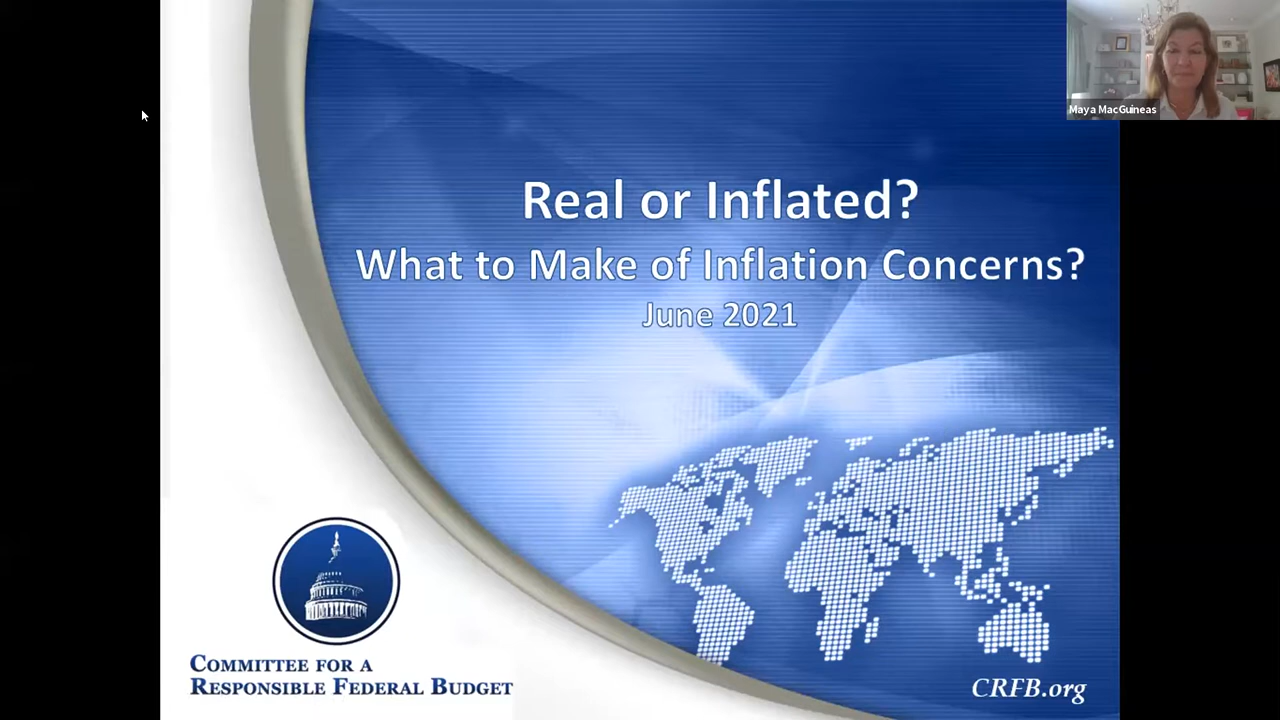 Maya MacGuineas
Real or Inflated?
What to Make of Inflation Concerns?
June 2021
COMMITTEE FOR A
RESPONSIBLE FEDERAL BUDGET
CRFB.org